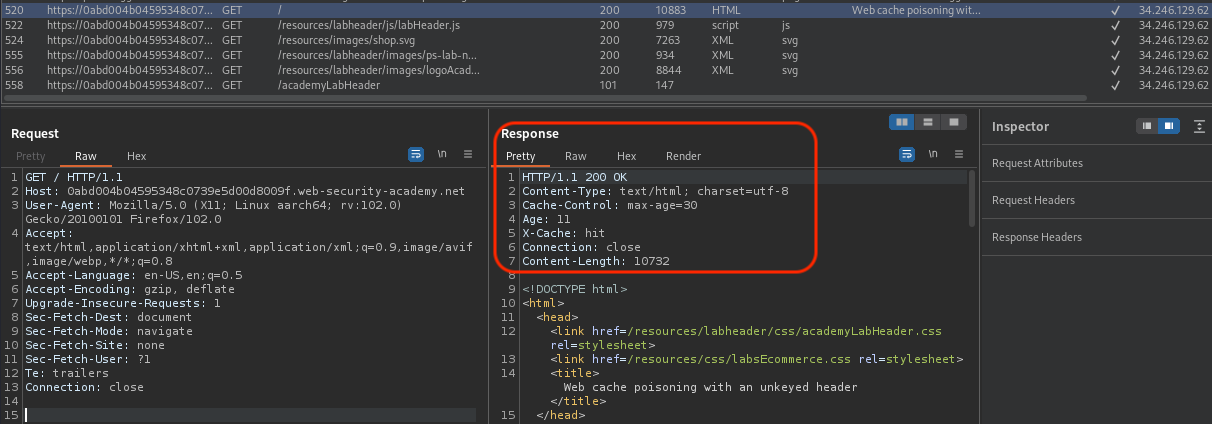 520 https://0abd004b04595348c07... GET / 200 10883 HTML Web cache poisoning wit... ✓ 34.246.129.62
522 https://0abd004b04595348c07... GET /resources/labheader/js/labHeader.js 200 979 script js ✓ 34.246.129.62
524 https://0abd004b04595348c07... GET /resources/images/shop.svg 200 7263 XML svg ✓ 34.246.129.62
555 https://0abd004b04595348c07... GET /resources/labheader/images/ps-lab-n... 200 934 XML svg ✓ 34.246.129.62
556 https://0abd004b04595348c07... GET /resources/labheader/images/logoAcad... 200 8844 XML svg ✓ 34.246.129.62
558 https://0abd004b04595348c07... GET /academyLabHeader 101 147 ✓ 34.246.129.62
Request
Pretty Raw Hex \n
1 GET / HTTP/1.1
2 Host: 0abd004b04595348c0739e5d00d8009f.web-security-academy.net
3 User-Agent: Mozilla/5.0 (X11; Linux aarch64; rv:102.0)
Gecko/20100101 Firefox/102.0
4 Accept:
text/html,application/xhtml+xml,application/xml;q=0.9,image/avif
,image/webp,*/*;q=0.8
5 Accept-Language: en-US,en;q=0.5
6 Accept-Encoding: gzip, deflate
7 Upgrade-Insecure-Requests: 1
8 Sec-Fetch-Dest: document
9 Sec-Fetch-Mode: navigate
10 Sec-Fetch-Site: none
11 Sec-Fetch-User: ?1
12 Te: trailers
13 Connection: close
14
15
Response
Pretty Raw Hex Render \n
1 HTTP/1.1 200 OK
2 Content-Type: text/html; charset=utf-8
3 Cache-Control: max-age=30
4 Age: 11
5 X-Cache: hit
6 Connection: close
7 Content-Length: 10732
8
9 <!DOCTYPE html>
10 <html>
11 <head>
12 <link href=/resources/labheader/css/academyLabHeader.css
rel=stylesheet>
13 <link href=/resources/css/labsEcommerce.css rel=stylesheet>
14 <title>
Web cache poisoning with an unkeyed header
</title>
15 </head>
Inspector
Request Attributes
Request Headers
Response Headers